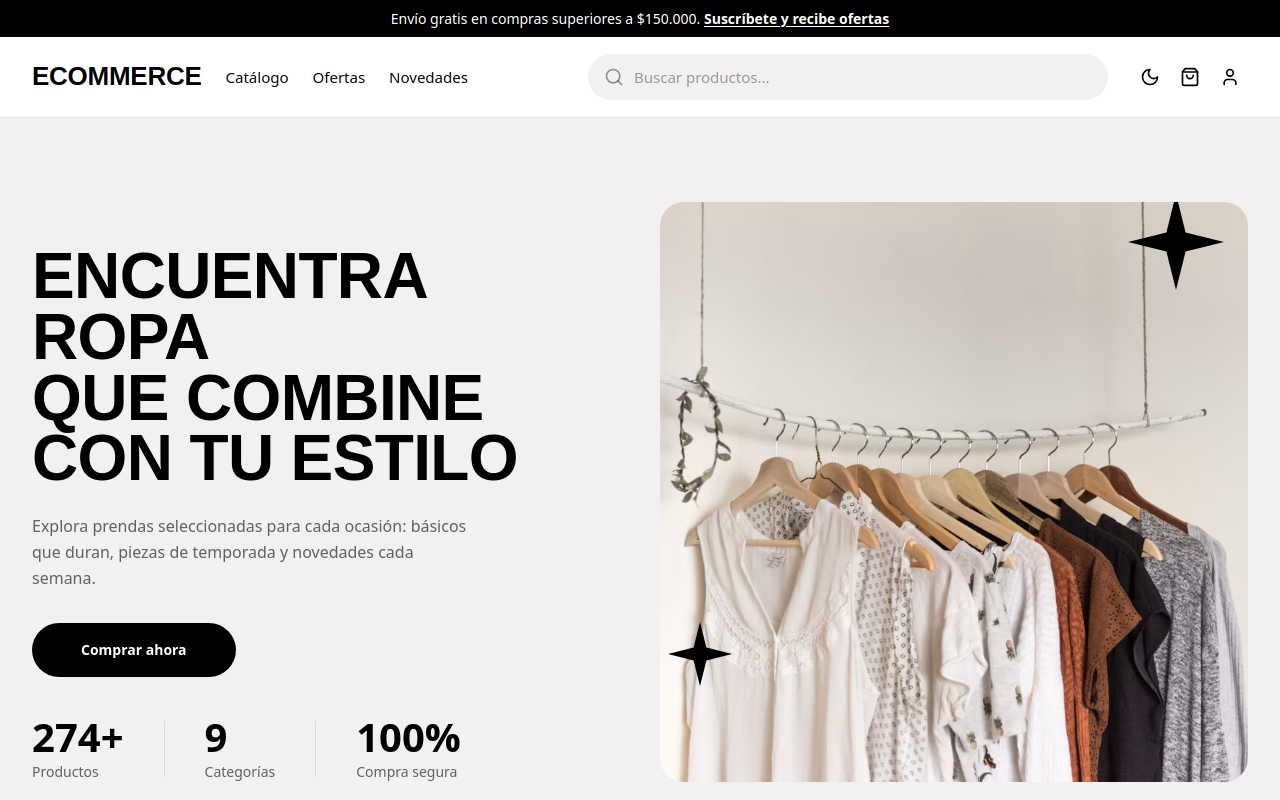 Envío gratis en compras superiores a $150.000. Suscríbete y recibe ofertas
ECOMMERCE
Catálogo
Ofertas
Novedades
Buscar productos...
ENCUENTRA
ROPA
QUE COMBINE
CON TU ESTILO
Explora prendas seleccionadas para cada ocasión: básicos
que duran, piezas de temporada y novedades cada
semana.
Comprar ahora
274+
Productos
9
Categorías
100%
Compra segura